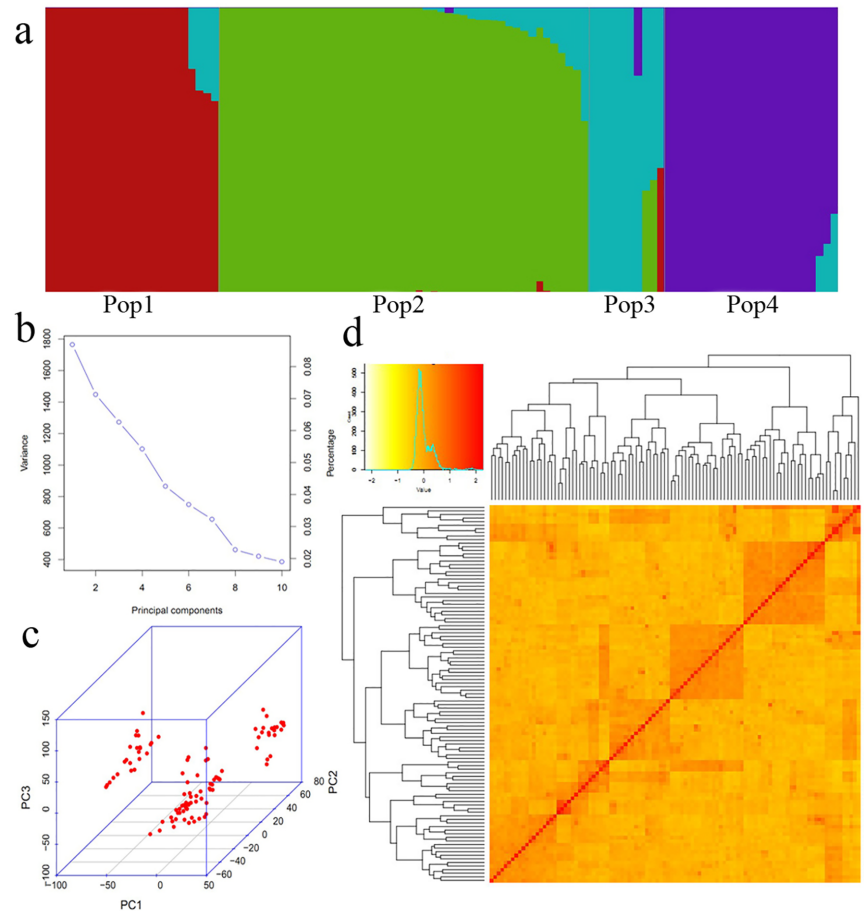 a
Pop1 Pop2 Pop3 Pop4
b
Variance
400 600 800 1000 1200 1400 1600 1800
2 4 6 8 10
Principal components
0.02 0.03 0.04 0.05 0.06 0.07 0.08
Percentage
c
PC3
-100 -50 0 50 100 150
-100 -50 0 50
PC1
-60 -40 -20 0 20 40 60 80
PC2
d
Count
0 100 200 300 400 500
-2 -1 0 1 2
Value